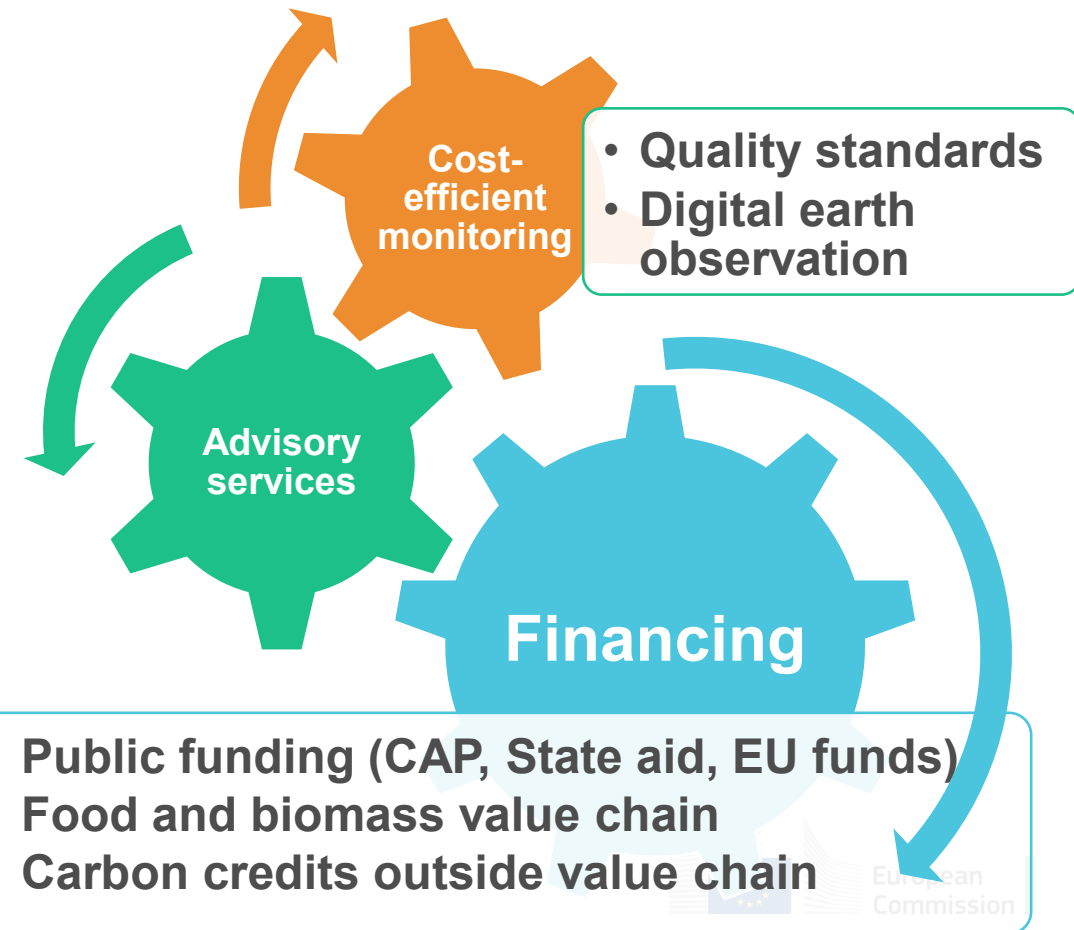 Cost-
efficient
monitoring
• Quality standards
• Digital earth
observation
Advisory
services
Financing
Public funding (CAP, State aid, EU funds)
Food and biomass value chain
Carbon credits outside value chain
European
Commission